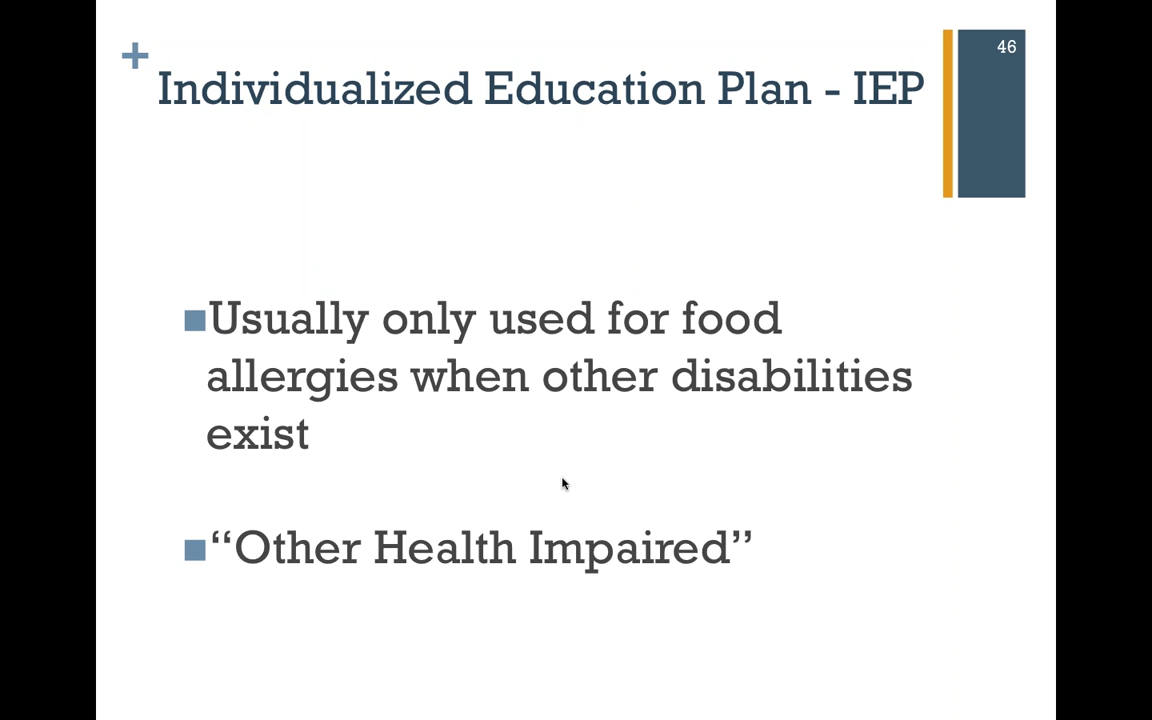 46
+
Individualized Education Plan - IEP
Usually only used for food
allergies when other disabilities
exist
“Other Health Impaired”